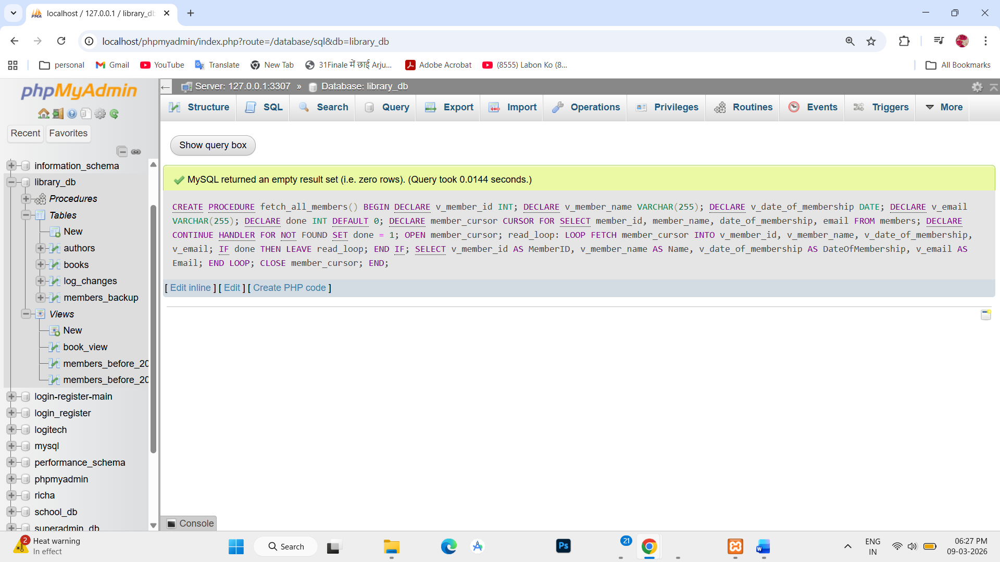 localhost / 127.0.0.1 / library_db
localhost/phpmyadmin/index.php?route=/database/sql&db=library_db
personal
Gmail
YouTube
Translate
New Tab
31Finale में छाई Arju...
Adobe Acrobat
(8555) Labon Ko (8...
All Bookmarks
phpMyAdmin
Recent
Favorites
information_schema
library_db
Procedures
Tables
New
authors
books
log_changes
members_backup
Views
New
book_view
members_before_20
members_before_20
login-register-main
login_register
logitech
mysql
performance_schema
phpmyadmin
richa
school_db
superadmin_db
Server: 127.0.0.1:3307 » Database: library_db
Structure
SQL
Search
Query
Export
Import
Operations
Privileges
Routines
Events
Triggers
More
Show query box
MySQL returned an empty result set (i.e. zero rows). (Query took 0.0144 seconds.)
CREATE PROCEDURE fetch_all_members() BEGIN DECLARE v_member_id INT; DECLARE v_member_name VARCHAR(255); DECLARE v_date_of_membership DATE; DECLARE v_email
VARCHAR(255); DECLARE done INT DEFAULT 0; DECLARE member_cursor CURSOR FOR SELECT member_id, member_name, date_of_membership, email FROM members; DECLARE
CONTINUE HANDLER FOR NOT FOUND SET done = 1; OPEN member_cursor; read_loop: LOOP FETCH member_cursor INTO v_member_id, v_member_name, v_date_of_membership,
v_email; IF done THEN LEAVE read_loop; END IF; SELECT v_member_id AS MemberID, v_member_name AS Name, v_date_of_membership AS DateOfMembership, v_email AS
Email; END LOOP; CLOSE member_cursor; END;
[ Edit inline ] [ Edit ] [ Create PHP code ]
Console
2
Heat warning
In effect
Search
Ps
21
W
ENG
IN
06:27 PM
09-03-2026